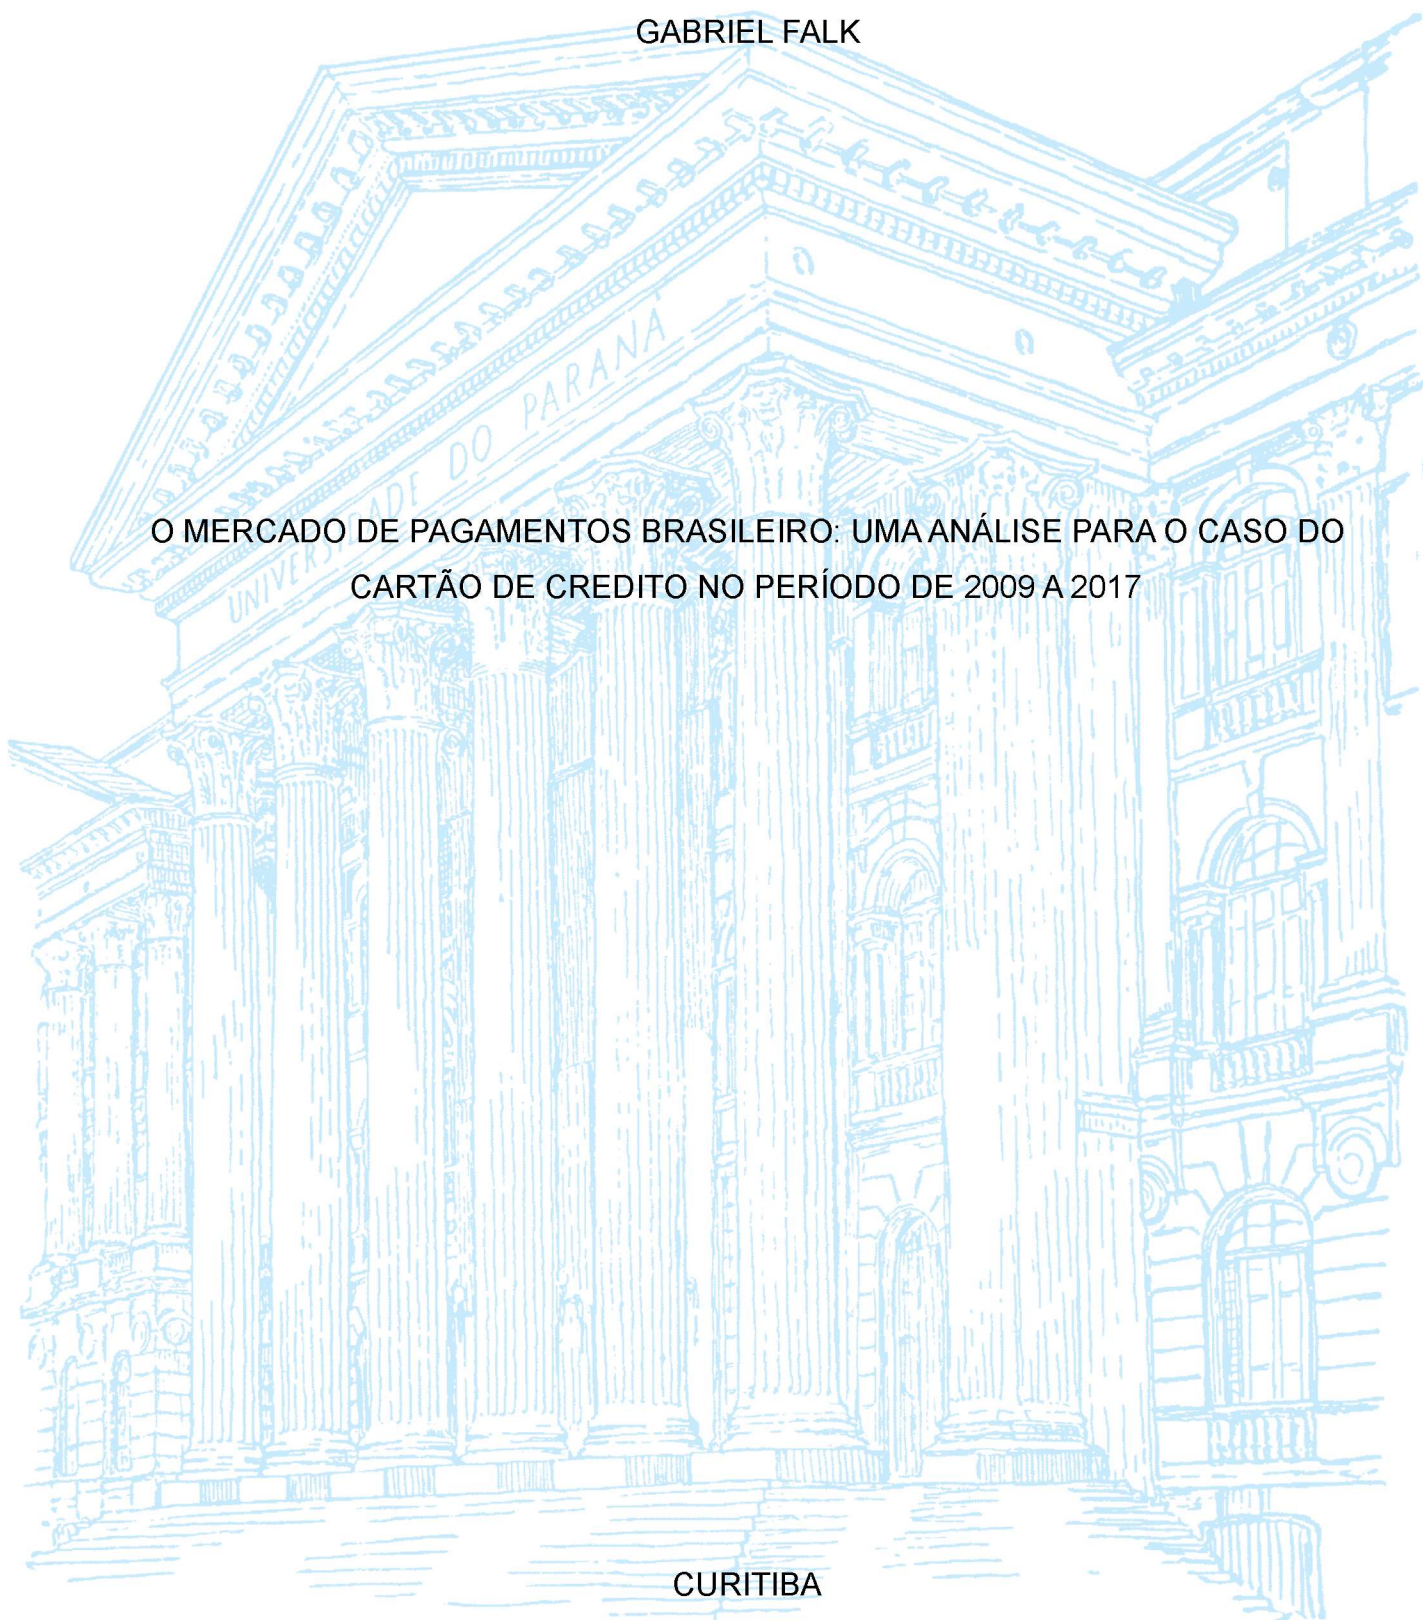 GABRIEL FALK
UNIVERSIDADE DO PARANÁ
O MERCADO DE PAGAMENTOS BRASILEIRO: UMA ANÁLISE PARA O CASO DO
CARTÃO DE CREDITO NO PERÍODO DE 2009 A 2017
CURITIBA